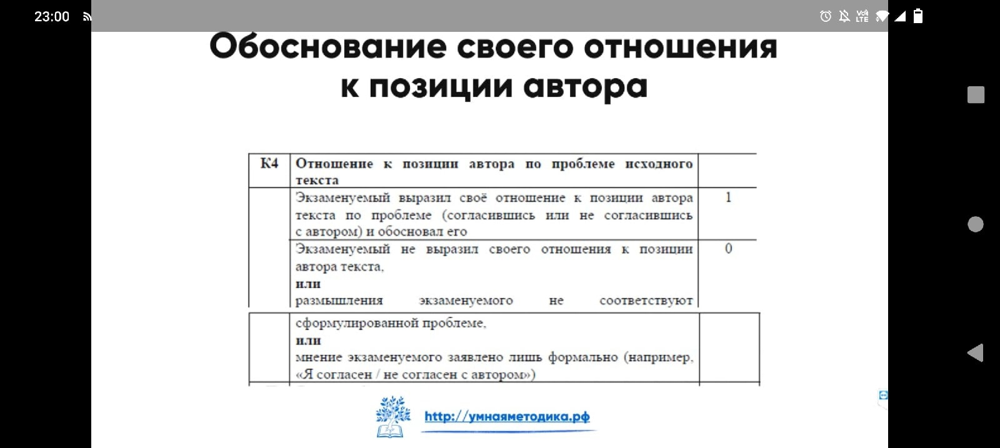 23:00
Vo))
LTE
Обоснование своего отношения
к позиции автора
К4
Отношение к позиции автора по проблеме исходного
текста
Экзаменуемый выразил своё отношение к позиции автора
текста по проблеме (согласившись или не согласившись
с автором) и обосновал его
1
Экзаменуемый не выразил своего отношения к позиции
автора текста,
или
размышления экзаменуемого не соответствуют
0
сформулированной проблеме,
или
мнение экзаменуемого заявлено лишь формально (например,
«Я согласен / не согласен с автором»)
http://умнаяметодика.рф